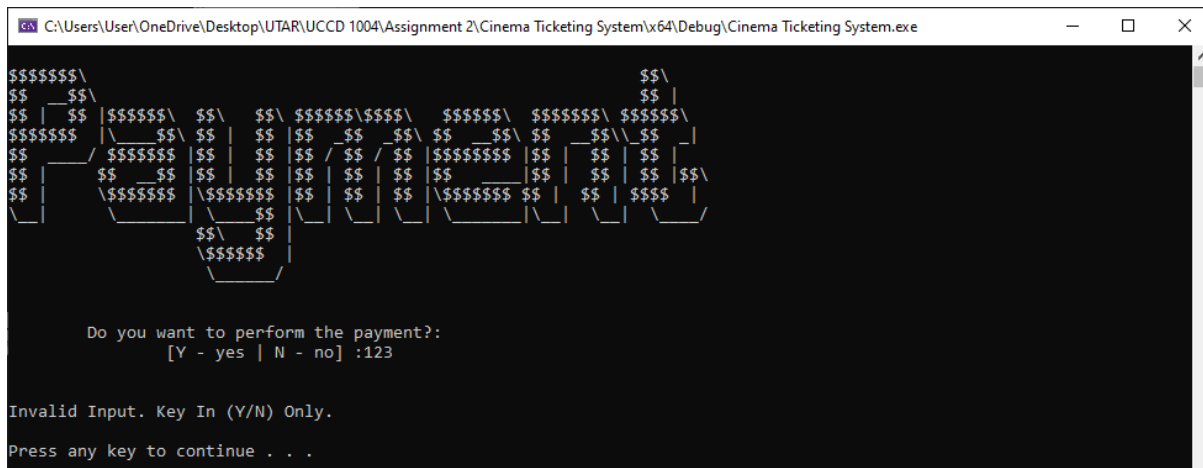 C:\Users\User\OneDrive\Desktop\UTAR\UCCD 1004\Assignment 2\Cinema Ticketing System\x64\Debug\Cinema Ticketing System.exe
Payment
Do you want to perform the payment?:
[Y - yes | N - no] :123
Invalid Input. Key In (Y/N) Only.
Press any key to continue . . .